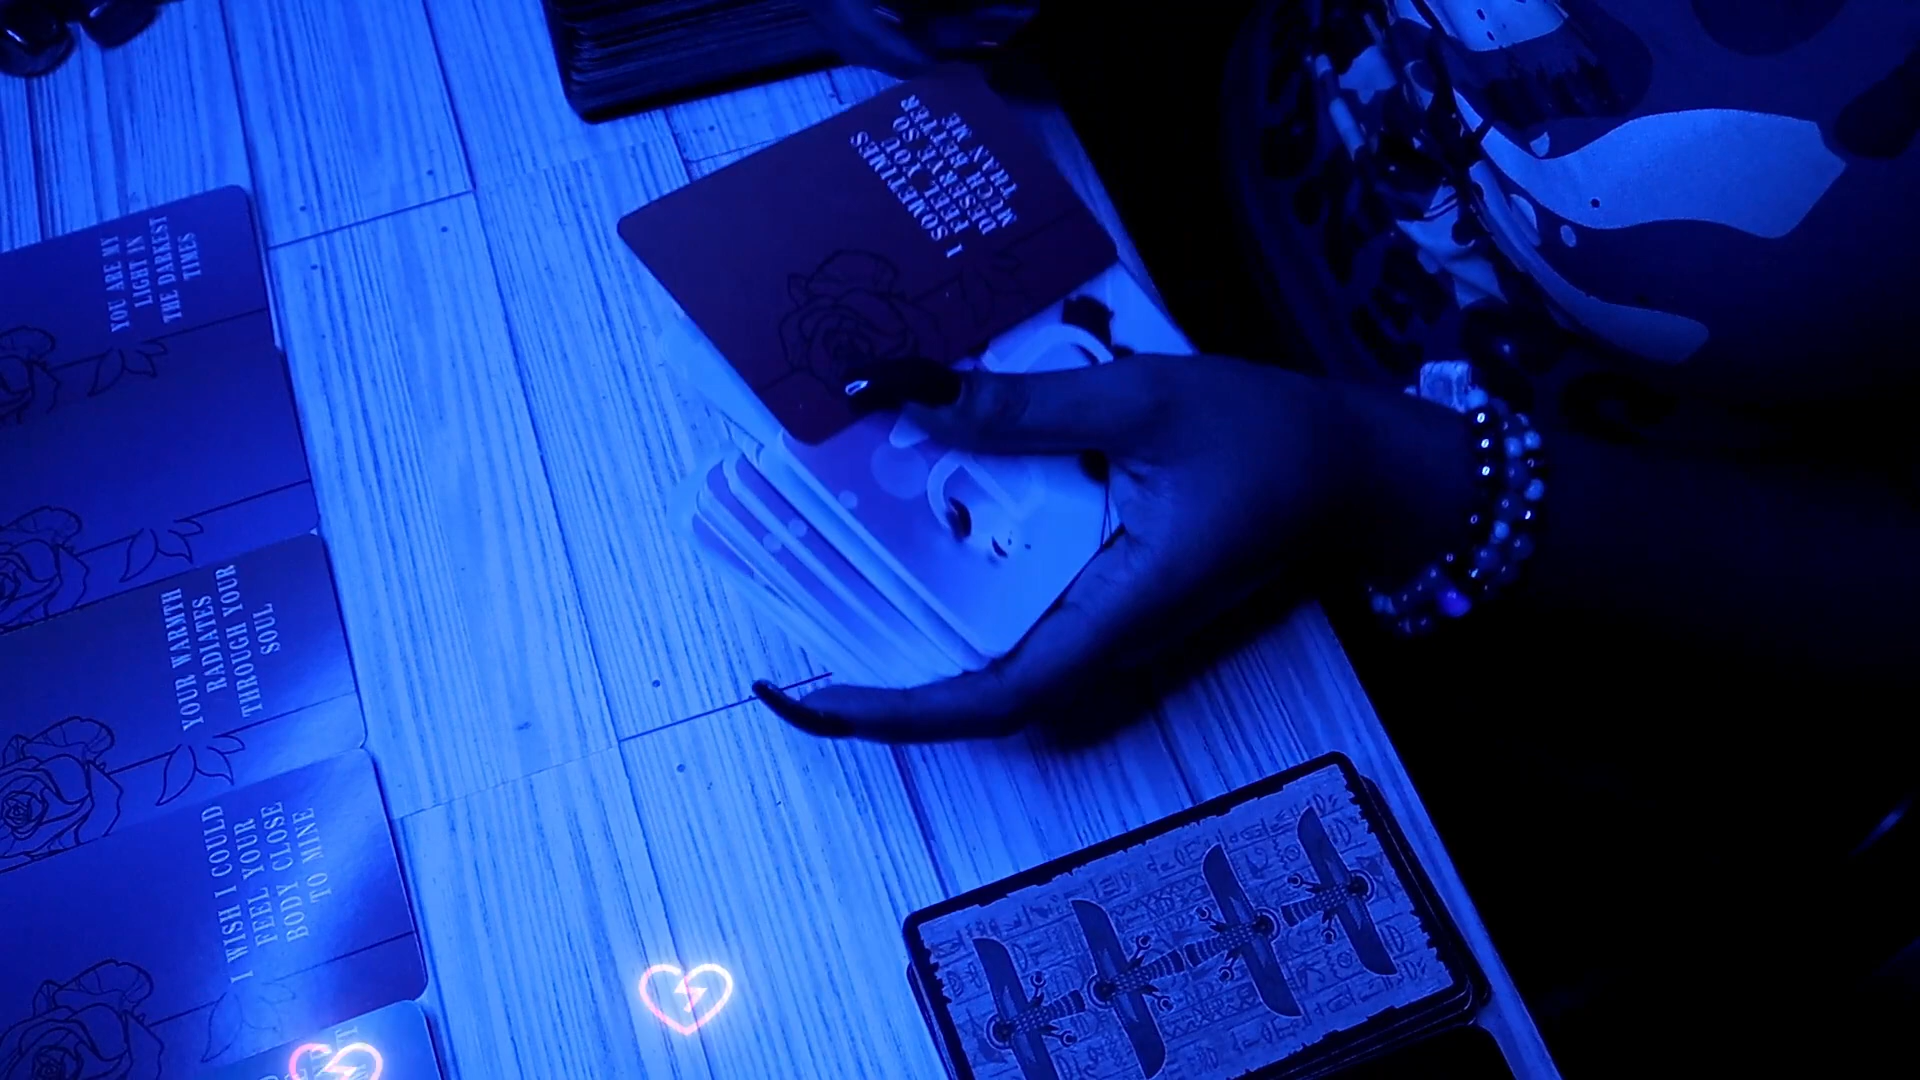 YOU ARE MY
LIGHT IN
THE DARKEST
TIMES
YOUR WARMTH
RADIATES
THROUGH YOUR
SOUL
I WISH I COULD
FEEL YOUR
BODY CLOSE
TO MINE
I SOMETIMES
FEEL YOU
DESERVE SO
MUCH BETTER
THAN ME